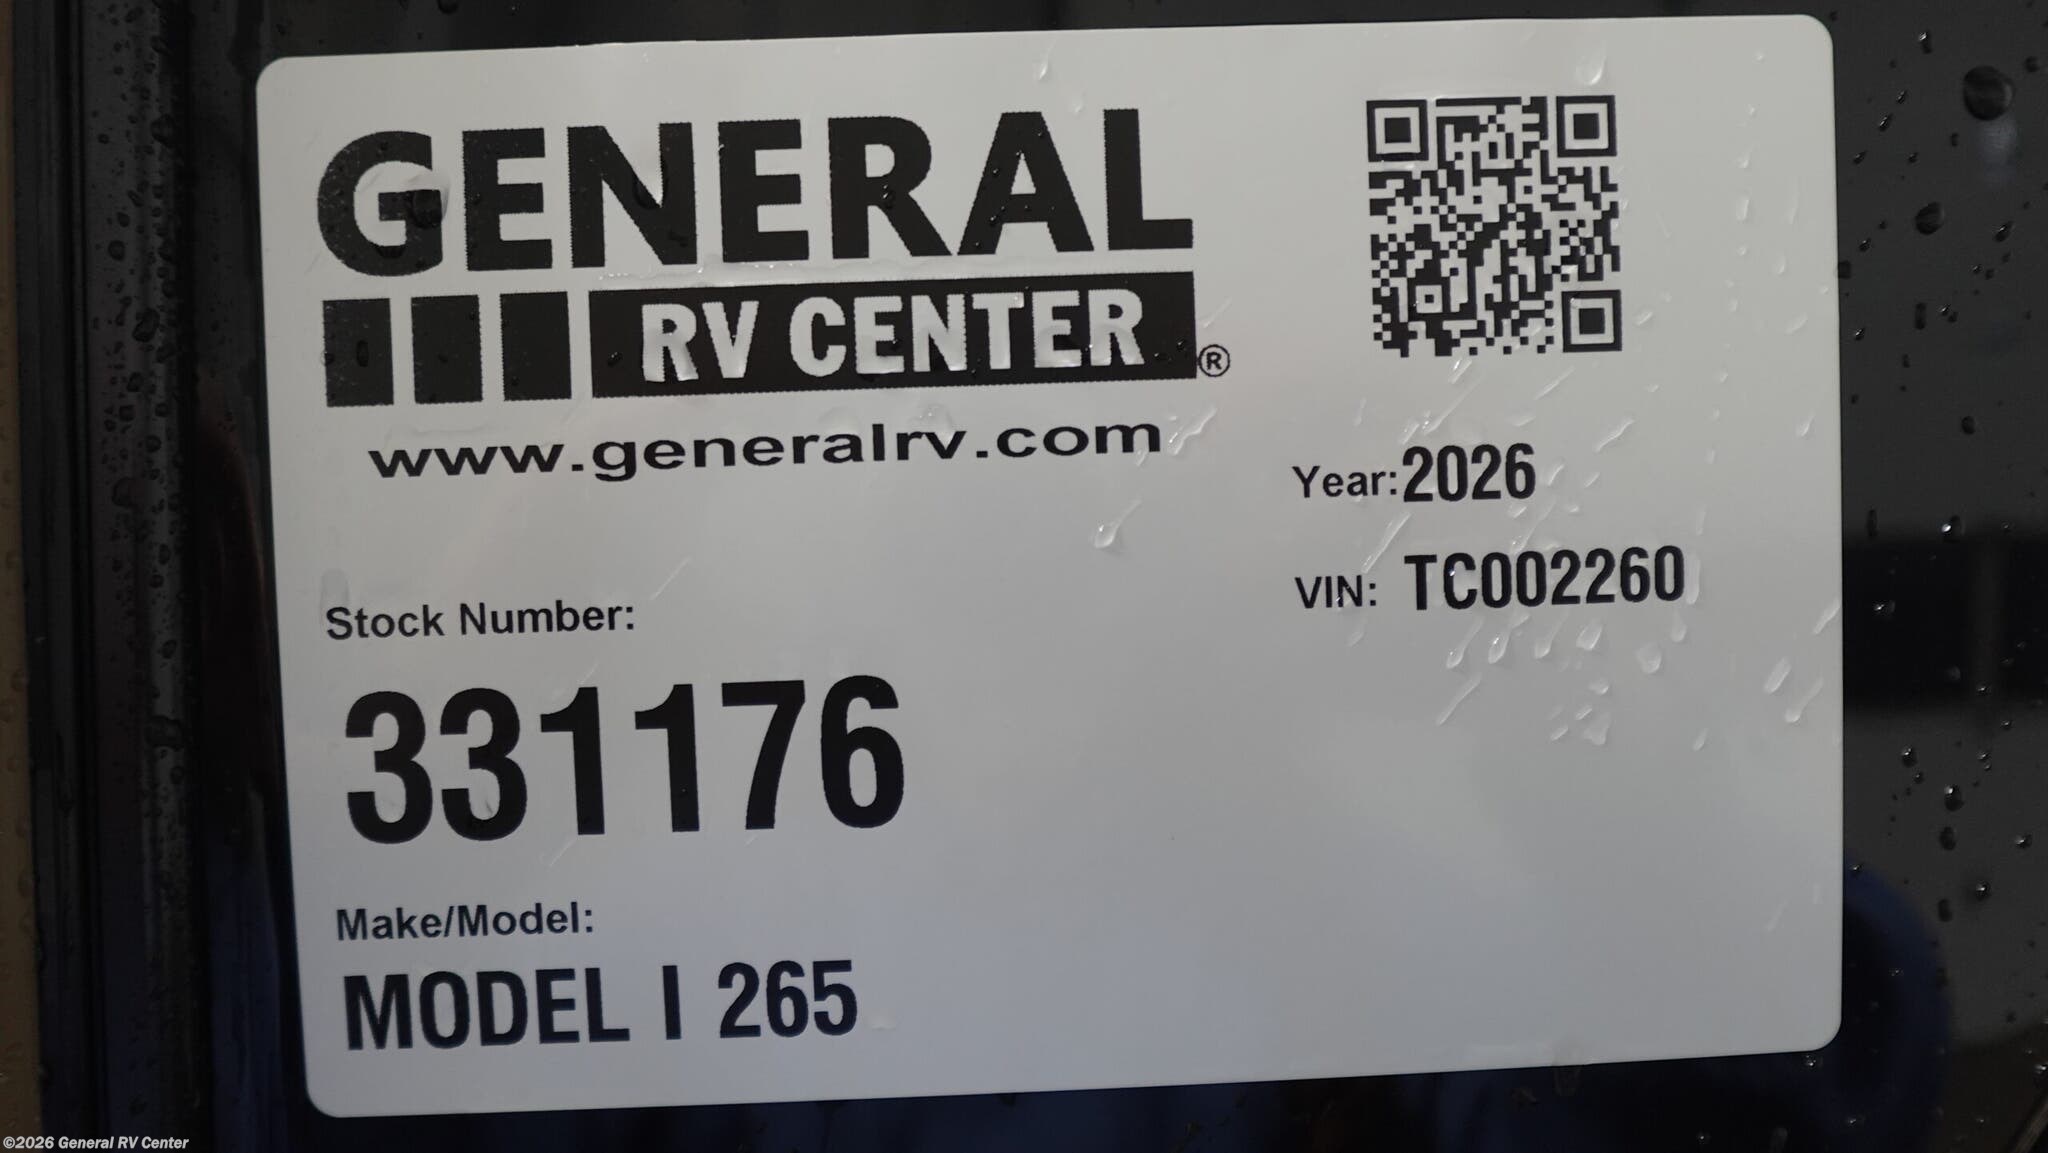 GENERAL
RV CENTER®
www.generalrv.com
Year: 2026
VIN: TC002260
Stock Number:
331176
Make/Model:
MODEL I 265
©2026 General RV Center